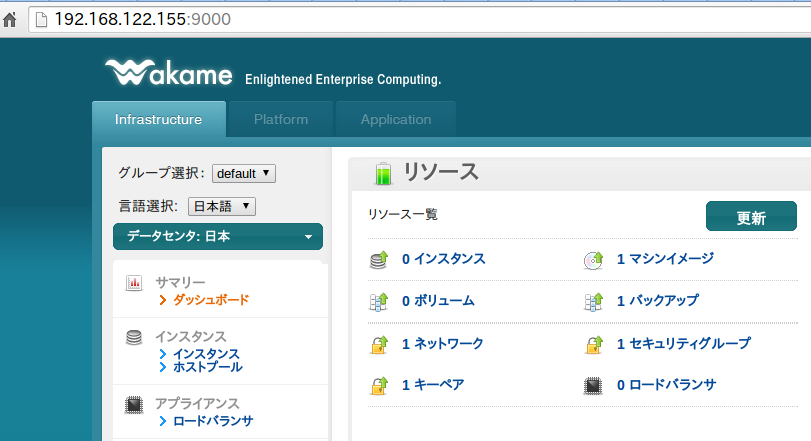 192.168.122.155:9000
Wakame Enlightened Enterprise Computing.
Infrastructure Platform Application
グループ選択: default
言語選択: 日本語
データセンタ: 日本
サマリー
ダッシュボード
インスタンス
インスタンス
ホストプール
アプライアンス
ロードバランサ
リソース
リソース一覧 更新
0 インスタンス 1 マシンイメージ
0 ボリューム 1 バックアップ
1 ネットワーク 1 セキュリティグループ
1 キーペア 0 ロードバランサ